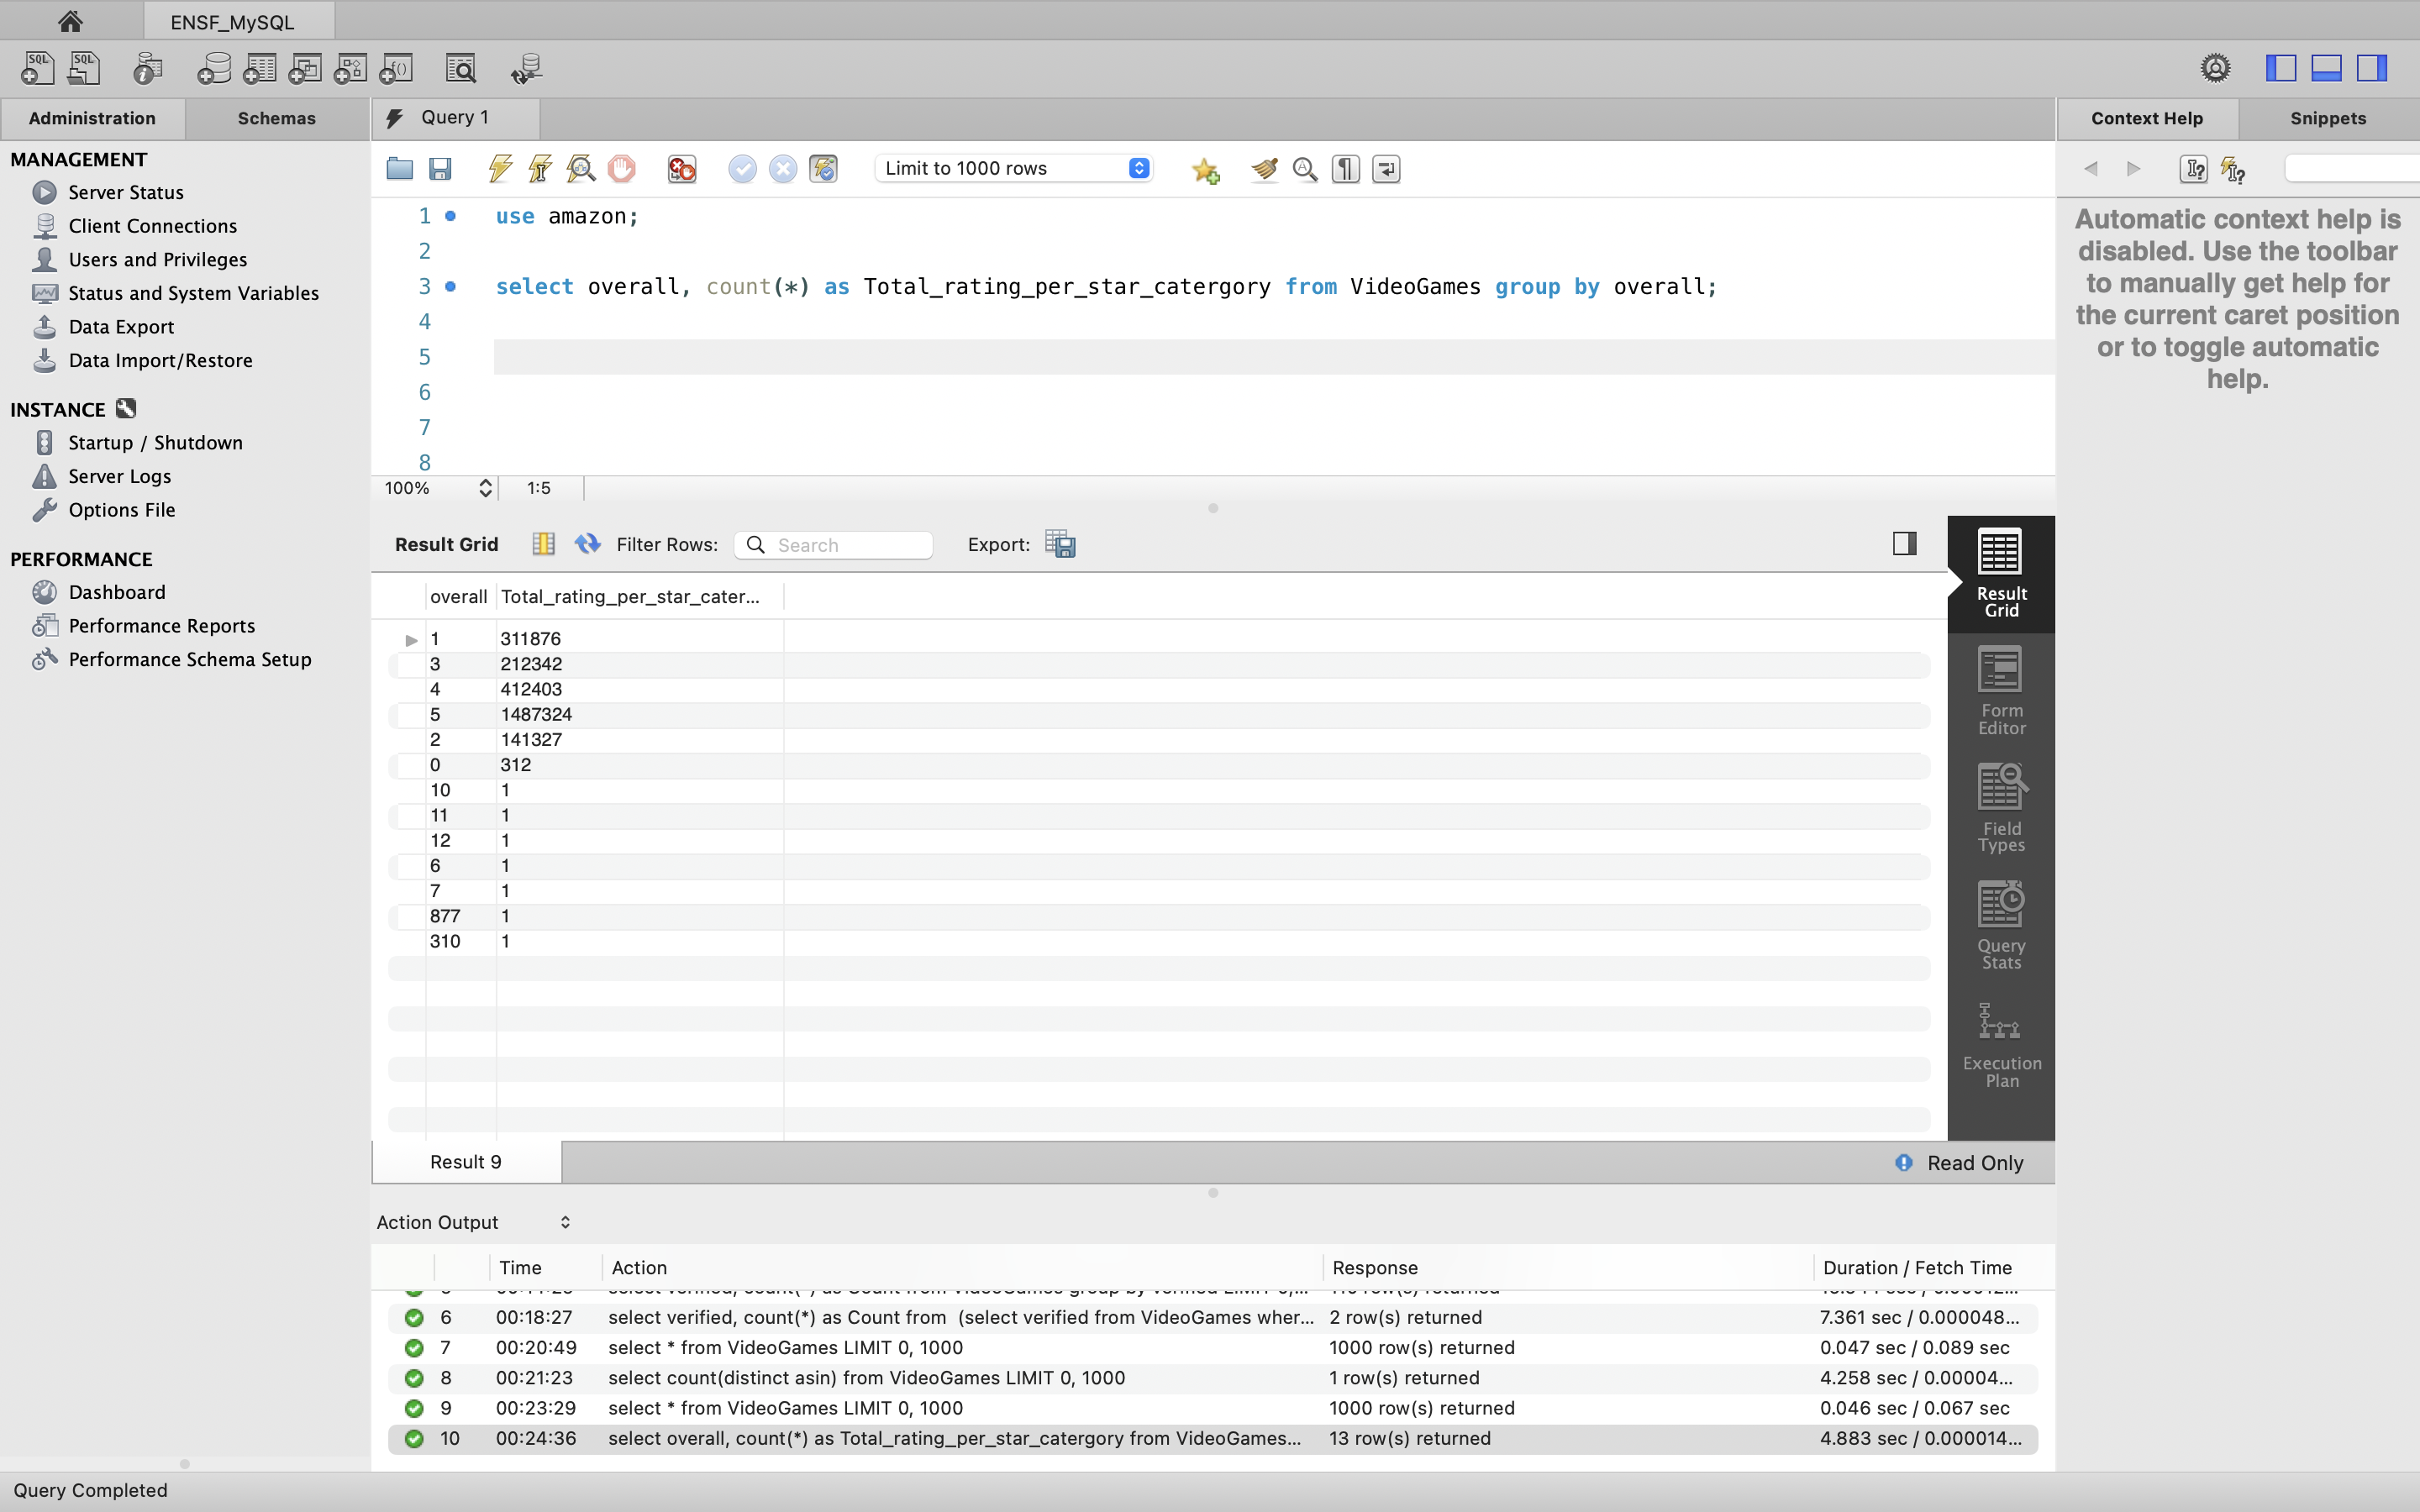 ENSF_MySQL
Administration
Schemas
MANAGEMENT
Server Status
Client Connections
Users and Privileges
Status and System Variables
Data Export
Data Import/Restore
INSTANCE
Startup / Shutdown
Server Logs
Options File
PERFORMANCE
Dashboard
Performance Reports
Performance Schema Setup
Query 1
Limit to 1000 rows
1 use amazon;
2
3 select overall, count(*) as Total_rating_per_star_catergory from VideoGames group by overall;
4
5
6
7
8
100% 1:5
Result Grid Filter Rows: Search Export:
overall Total_rating_per_star_cater...
1 311876
3 212342
4 412403
5 1487324
2 141327
0 312
10 1
11 1
12 1
6 1
7 1
877 1
310 1
Result
Grid
Form
Editor
Field
Types
Query
Stats
Execution
Plan
Result 9
Read Only
Action Output
Time Action Response Duration / Fetch Time
6 00:18:27 select verified, count(*) as Count from (select verified from VideoGames wher... 2 row(s) returned 7.361 sec / 0.000048...
7 00:20:49 select * from VideoGames LIMIT 0, 1000 1000 row(s) returned 0.047 sec / 0.089 sec
8 00:21:23 select count(distinct asin) from VideoGames LIMIT 0, 1000 1 row(s) returned 4.258 sec / 0.00004...
9 00:23:29 select * from VideoGames LIMIT 0, 1000 1000 row(s) returned 0.046 sec / 0.067 sec
10 00:24:36 select overall, count(*) as Total_rating_per_star_catergory from VideoGames... 13 row(s) returned 4.883 sec / 0.000014...
Context Help
Snippets
Automatic context help is
disabled. Use the toolbar
to manually get help for
the current caret position
or to toggle automatic
help.
Query Completed